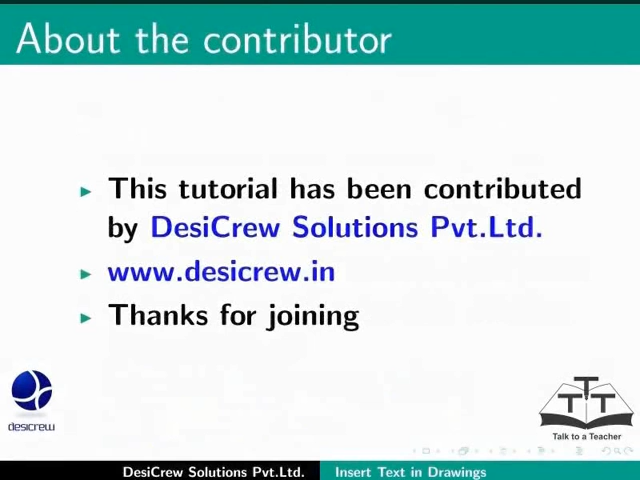 About the contributor
This tutorial has been contributed
by DesiCrew Solutions Pvt.Ltd.
www.desicrew.in
Thanks for joining
desicrew
TTT
Talk to a Teacher
DesiCrew Solutions Pvt.Ltd. Insert Text in Drawings